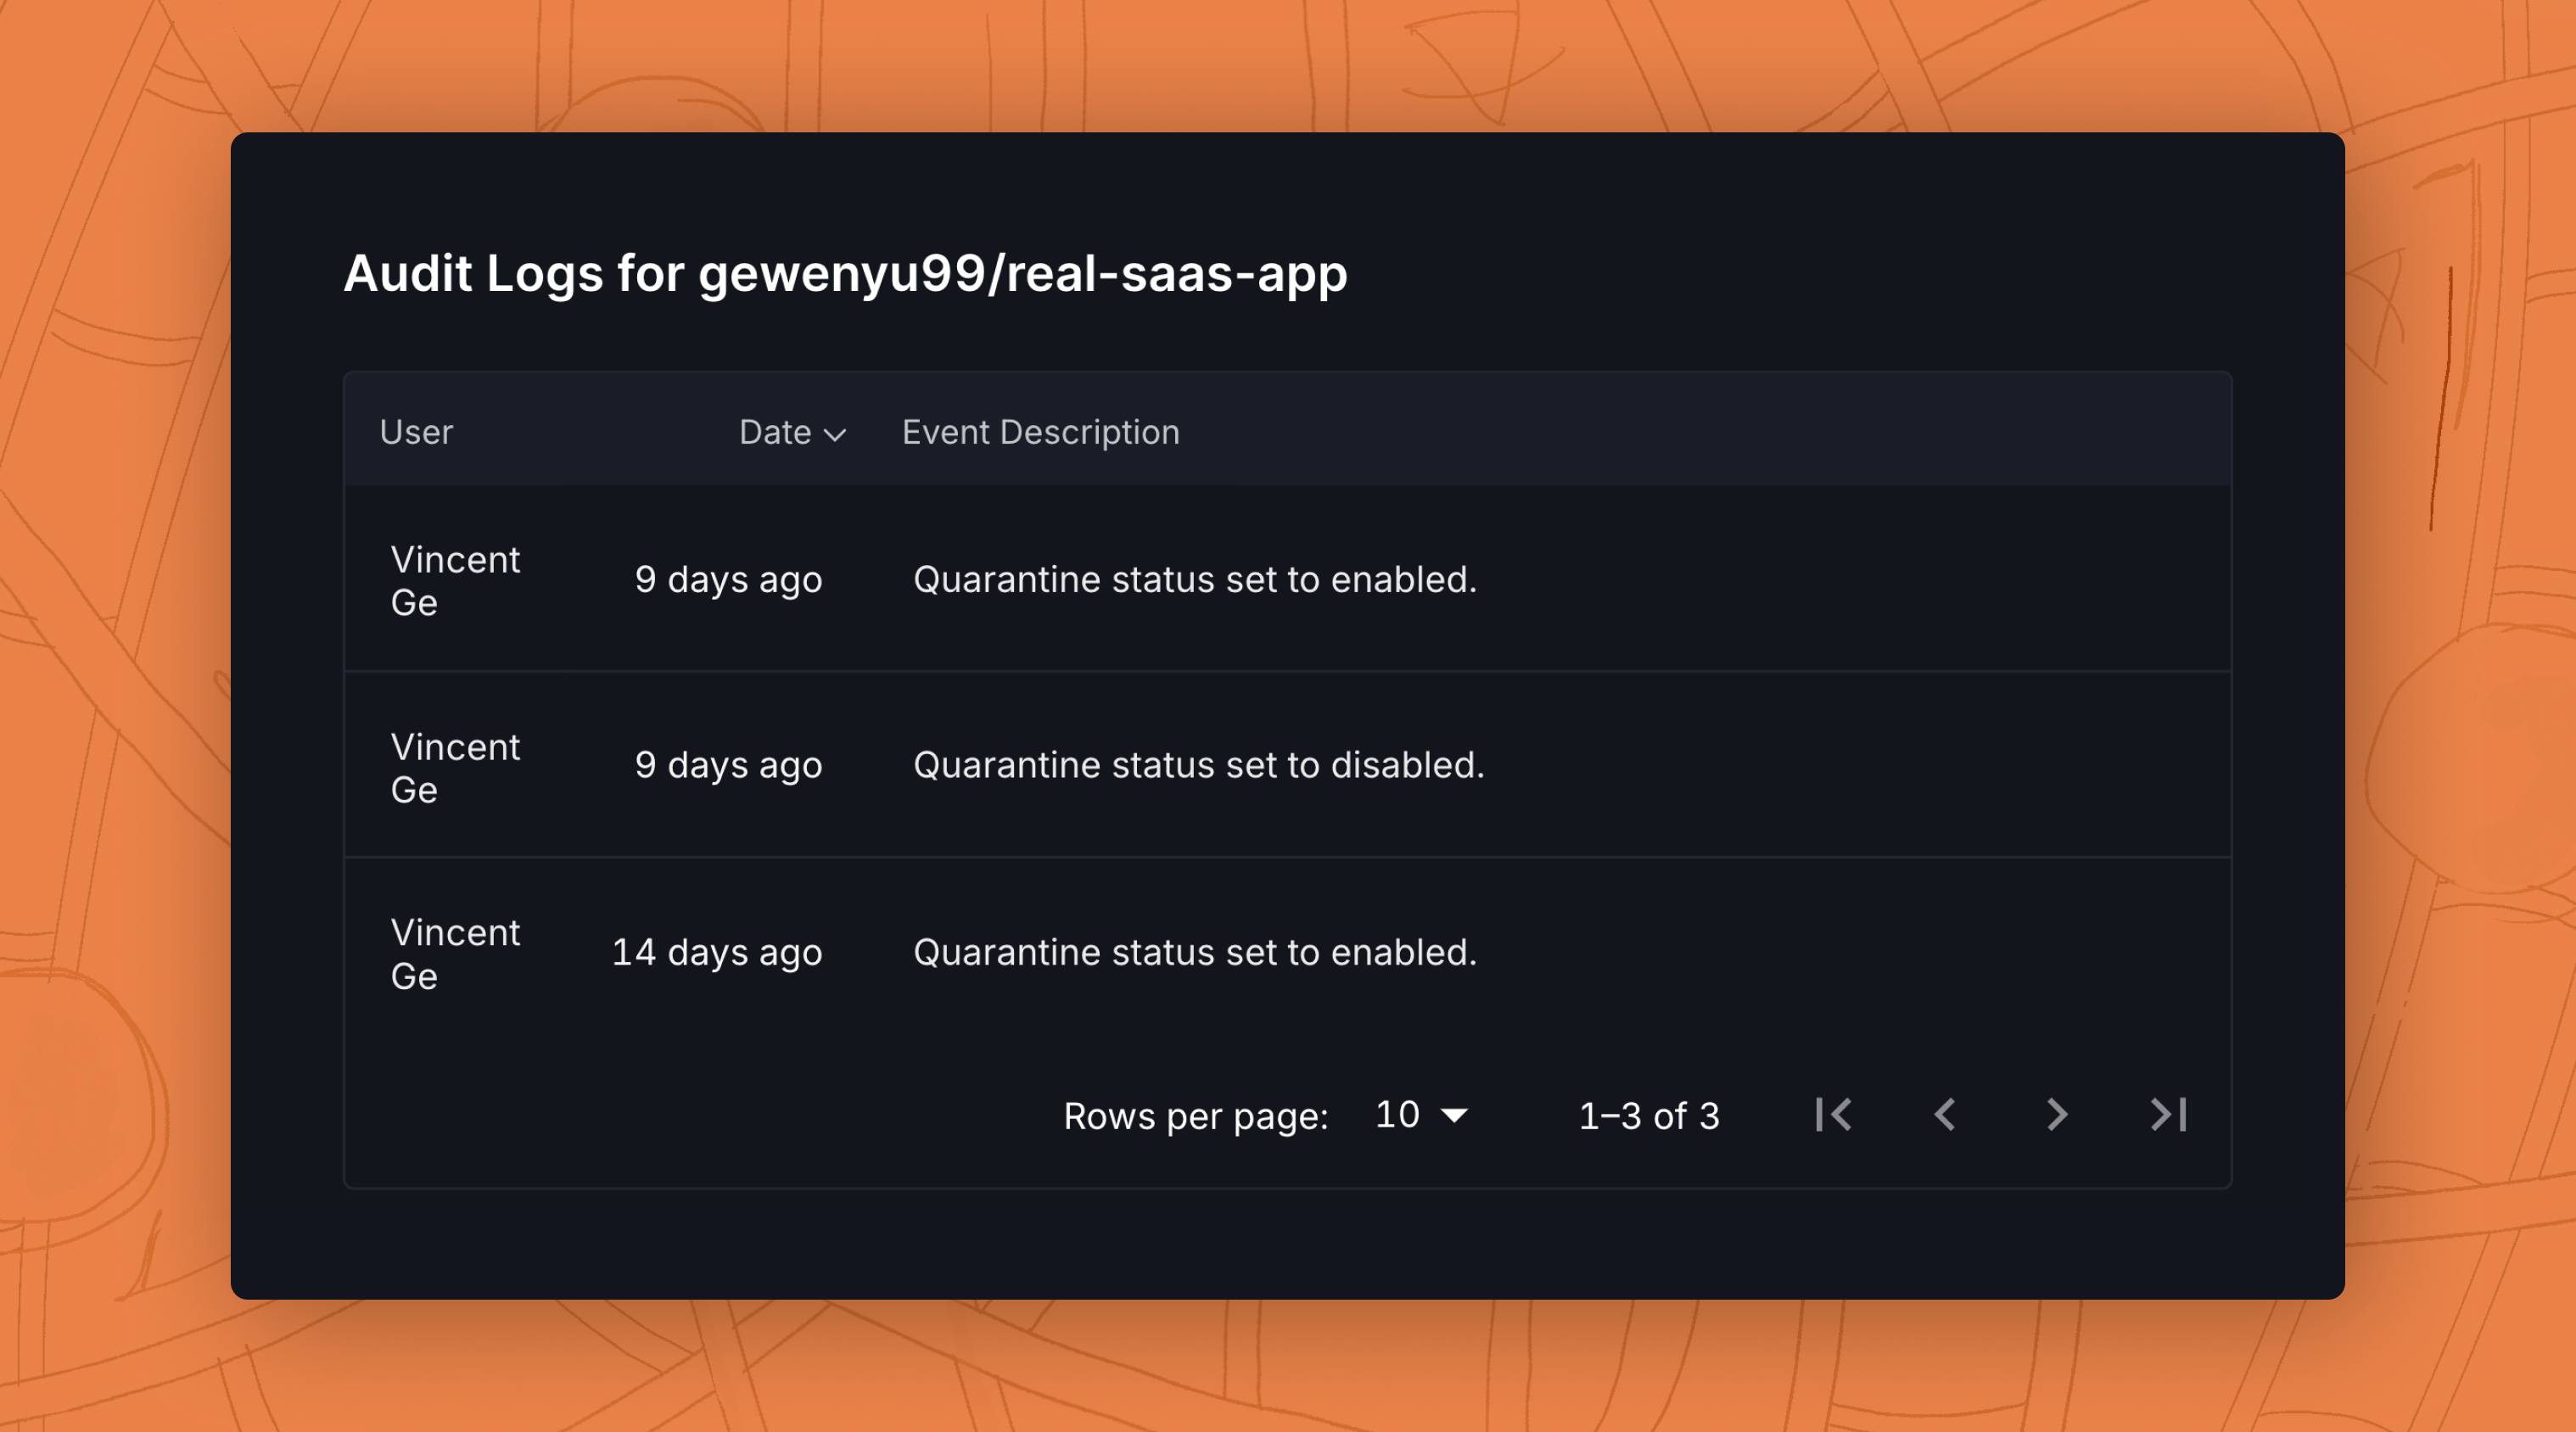 Audit Logs for gewenyu99/real-saas-app
User Date Event Description
Vincent
Ge
9 days ago Quarantine status set to enabled.
Vincent
Ge
9 days ago Quarantine status set to disabled.
Vincent
Ge
14 days ago Quarantine status set to enabled.
Rows per page: 10 1–3 of 3